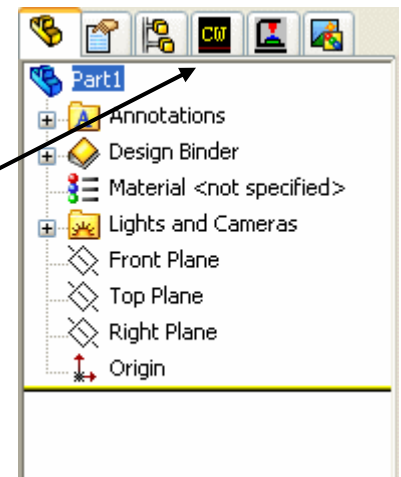 CW
Part1
A Annotations
Design Binder
Material <not specified>
Lights and Cameras
Front Plane
Top Plane
Right Plane
Origin